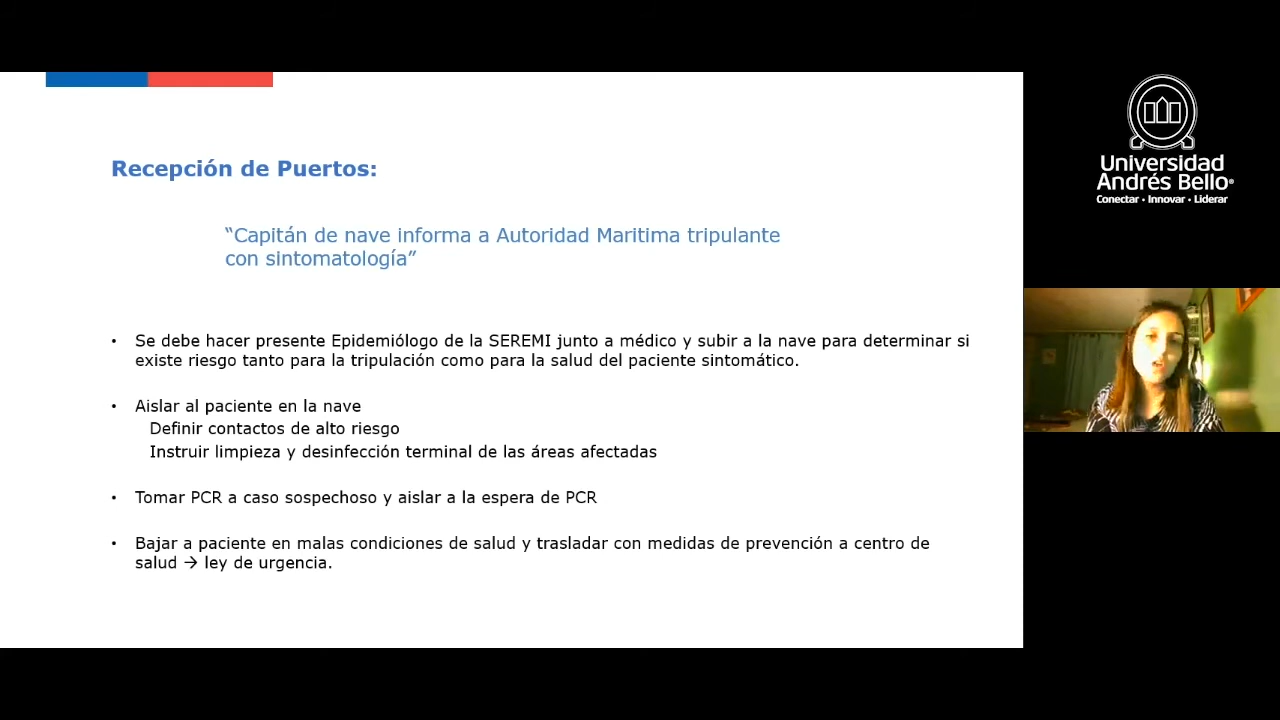 Recepción de Puertos:
“Capitán de nave informa a Autoridad Maritima tripulante
con sintomatología”
• Se debe hacer presente Epidemiólogo de la SEREMI junto a médico y subir a la nave para determinar si
existe riesgo tanto para la tripulación como para la salud del paciente sintomático.
• Aislar al paciente en la nave
Definir contactos de alto riesgo
Instruir limpieza y desinfección terminal de las áreas afectadas
• Tomar PCR a caso sospechoso y aislar a la espera de PCR
• Bajar a paciente en malas condiciones de salud y trasladar con medidas de prevención a centro de
salud → ley de urgencia.
Universidad
Andrés Bello®
Conectar • Innovar • Liderar